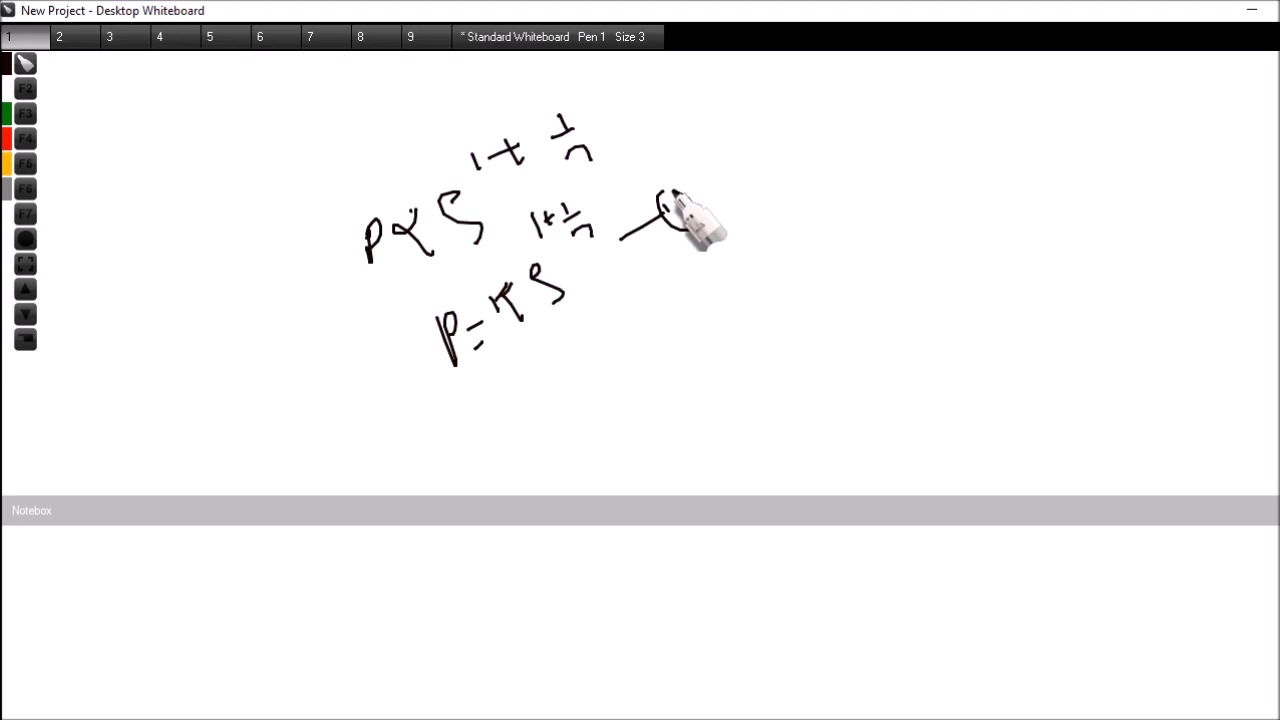 New Project - Desktop Whiteboard
1 2 3 4 5 6 7 8 9 * Standard Whiteboard Pen 1 Size 3
F2
F3
F4
F5
F6
F7
P ∝ ρ^{1+1/n}
P = K ρ^{1+1/n} — (1
Notebox